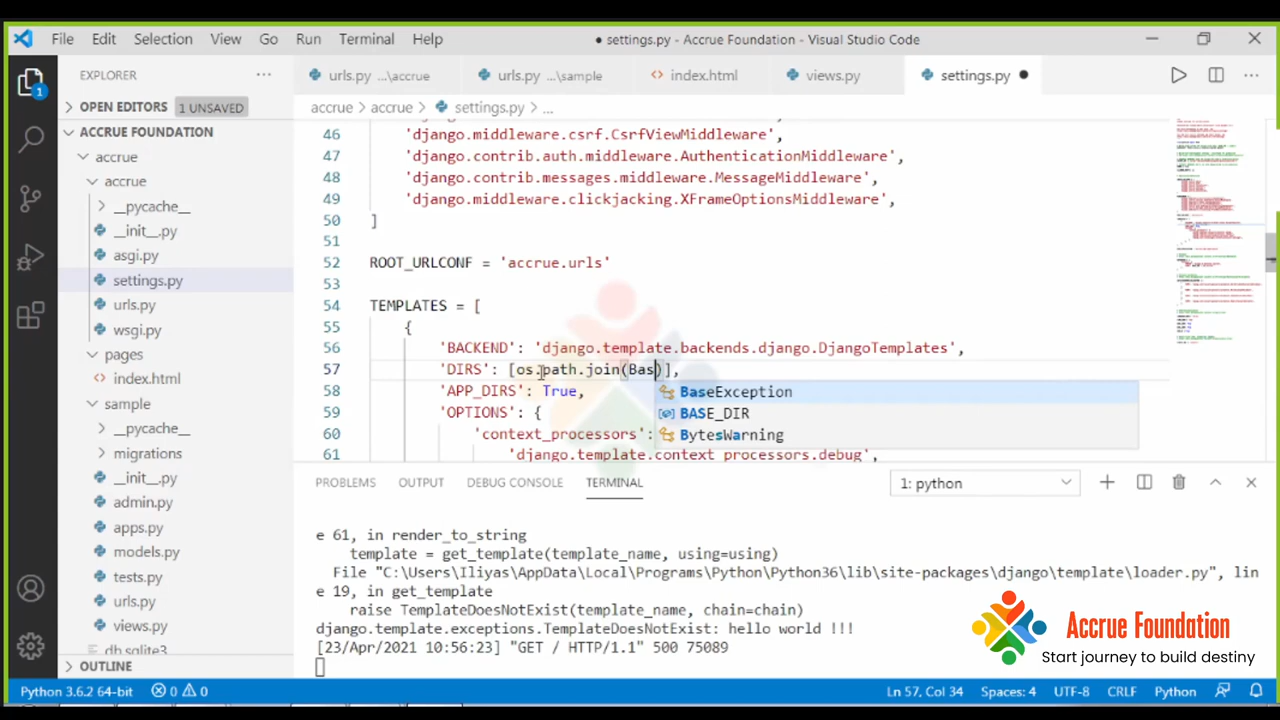 File Edit Selection View Go Run Terminal Help
● settings.py - Accrue Foundation - Visual Studio Code
EXPLORER
OPEN EDITORS 1 UNSAVED
ACCRUE FOUNDATION
accrue
accrue
__pycache__
__init__.py
asgi.py
settings.py
urls.py
wsgi.py
pages
index.html
sample
__pycache__
migrations
__init__.py
admin.py
apps.py
models.py
tests.py
urls.py
views.py
db.sqlite3
OUTLINE
urls.py ...\accrue urls.py ...\sample index.html views.py settings.py ●
accrue > accrue > settings.py > ...
46 'django.middleware.csrf.CsrfViewMiddleware',
47 'django.contrib.auth.middleware.AuthenticationMiddleware',
48 'django.contrib.messages.middleware.MessageMiddleware',
49 'django.middleware.clickjacking.XFrameOptionsMiddleware',
50 ]
51
52 ROOT_URLCONF = 'accrue.urls'
53
54 TEMPLATES = [
55 {
56 'BACKEND': 'django.template.backends.django.DjangoTemplates',
57 'DIRS': [os.path.join(Bas)],
58 'APP_DIRS': True,
59 'OPTIONS': {
60 'context_processors':
61 'django.template.context_processors.debug',
BaseException
BASE_DIR
BytesWarning
PROBLEMS OUTPUT DEBUG CONSOLE TERMINAL 1: python
e 61, in render_to_string
template = get_template(template_name, using=using)
File "C:\Users\Iliyas\AppData\Local\Programs\Python\Python36\lib\site-packages\django\template\loader.py", lin
e 19, in get_template
raise TemplateDoesNotExist(template_name, chain=chain)
django.template.exceptions.TemplateDoesNotExist: hello world !!!
[23/Apr/2021 10:56:23] "GET / HTTP/1.1" 500 75089
Accrue Foundation
Start journey to build destiny
Python 3.6.2 64-bit 0 0 Ln 57, Col 34 Spaces: 4 UTF-8 CRLF Python